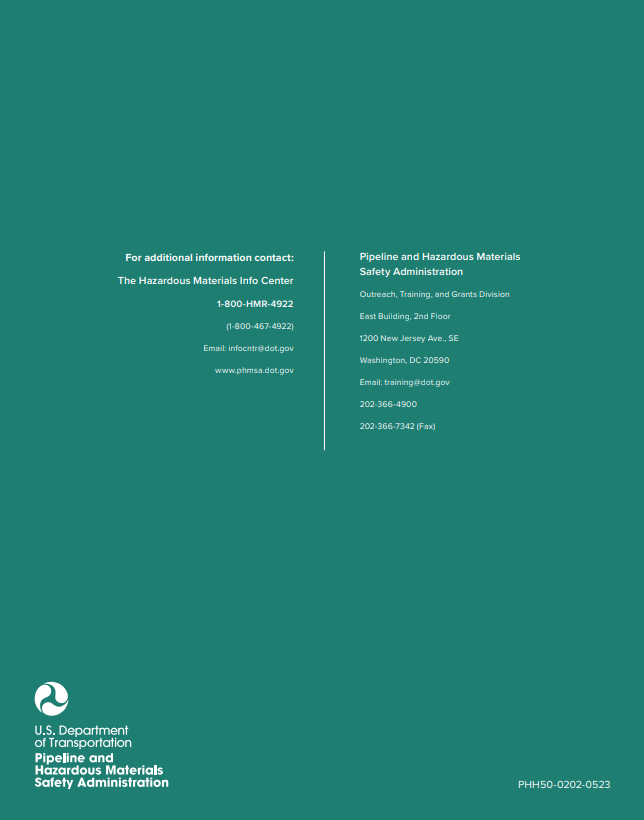 For additional information contact:
The Hazardous Materials Info Center
1-800-HMR-4922
(1-800-467-4922)
Email: infocntr@dot.gov
www.phmsa.dot.gov
Pipeline and Hazardous Materials
Safety Administration
Outreach, Training, and Grants Division
East Building, 2nd Floor
1200 New Jersey Ave., SE
Washington, DC 20590
Email: training@dot.gov
202-366-4900
202-366-7342 (Fax)
U.S. Department
of Transportation
Pipeline and
Hazardous Materials
Safety Administration
PHH50-0202-0523